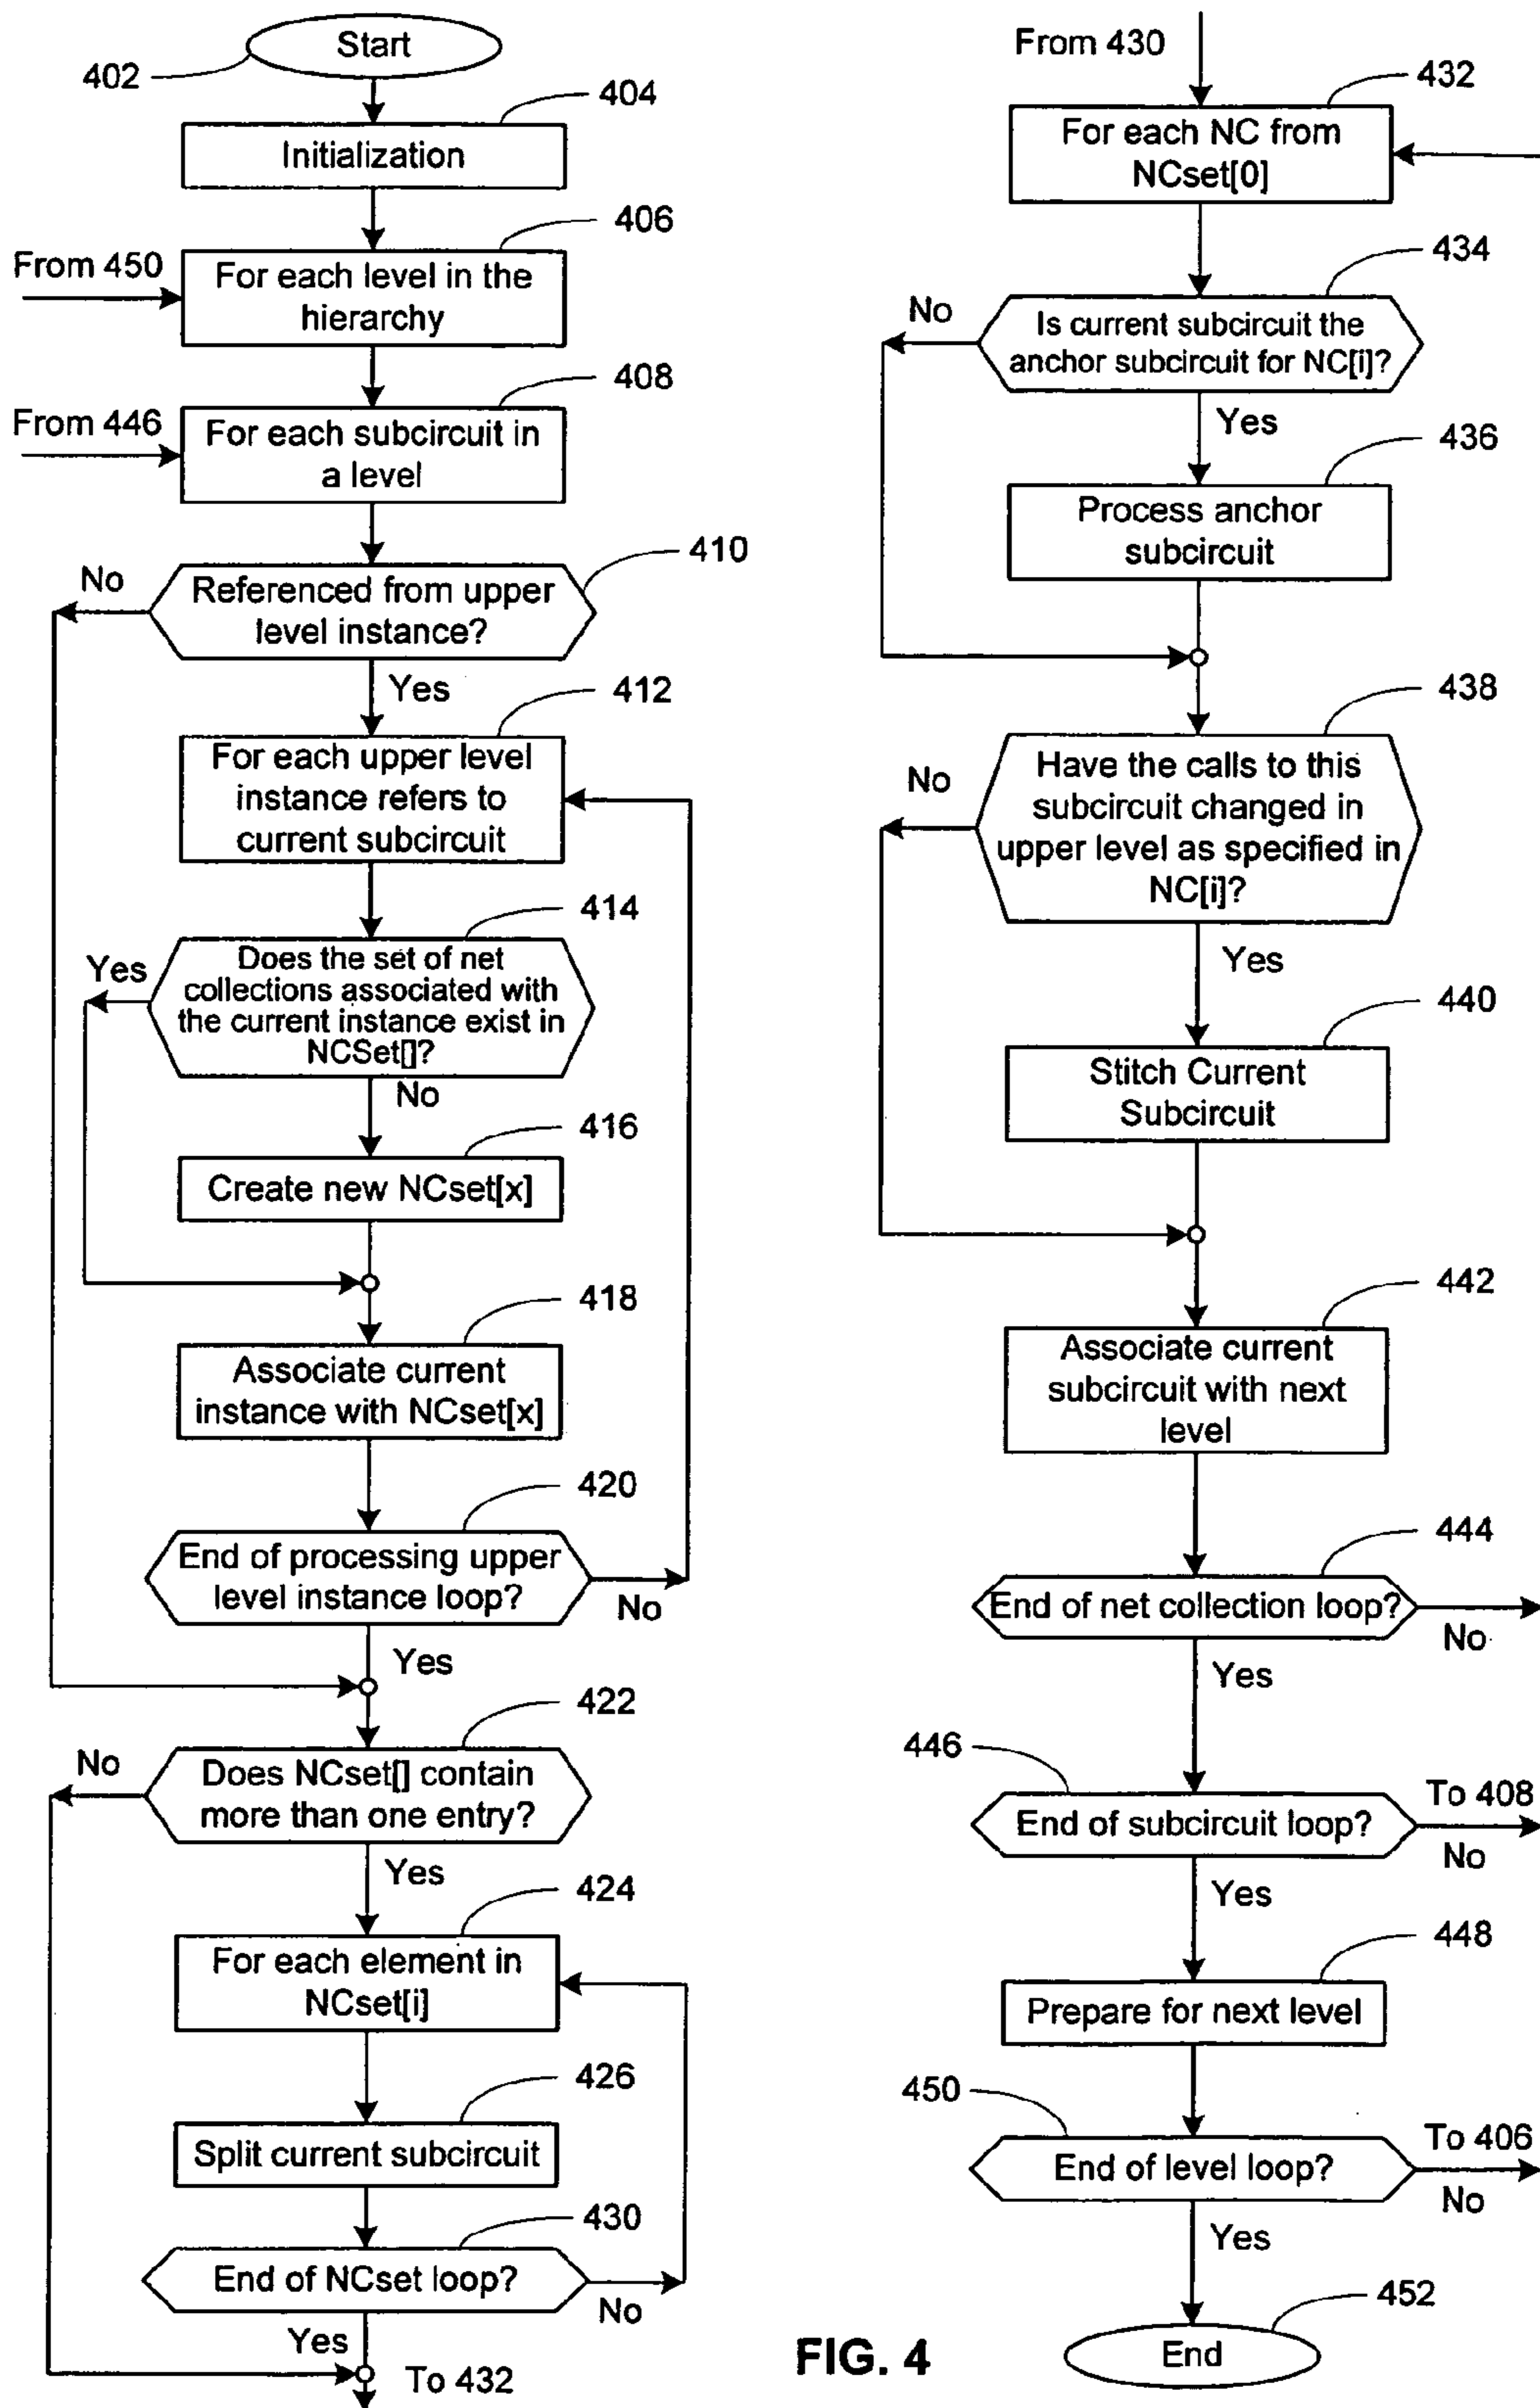 Start
402
404
Initialization
406
From 450
For each level in the
hierarchy
408
From 446
For each subcircuit in
a level
410
No
Referenced from upper
level instance?
Yes
412
For each upper level
instance refers to
current subcircuit
414
Yes
Does the set of net
collections associated with
the current instance exist in
NCSet[]?
No
416
Create new NCset[x]
418
Associate current
instance with NCset[x]
420
End of processing upper
level instance loop?
No
Yes
422
No
Does NCset[] contain
more than one entry?
Yes
424
For each element in
NCset[i]
426
Split current subcircuit
430
End of NCset loop?
No
Yes
To 432
From 430
432
For each NC from
NCset[0]
434
No
Is current subcircuit the
anchor subcircuit for NC[i]?
Yes
436
Process anchor
subcircuit
438
No
Have the calls to this
subcircuit changed in
upper level as specified in
NC[i]?
Yes
440
Stitch Current
Subcircuit
442
Associate current
subcircuit with next
level
444
End of net collection loop?
No
Yes
446
To 408
End of subcircuit loop?
No
Yes
448
Prepare for next level
450
To 406
End of level loop?
No
Yes
452
End
FIG. 4